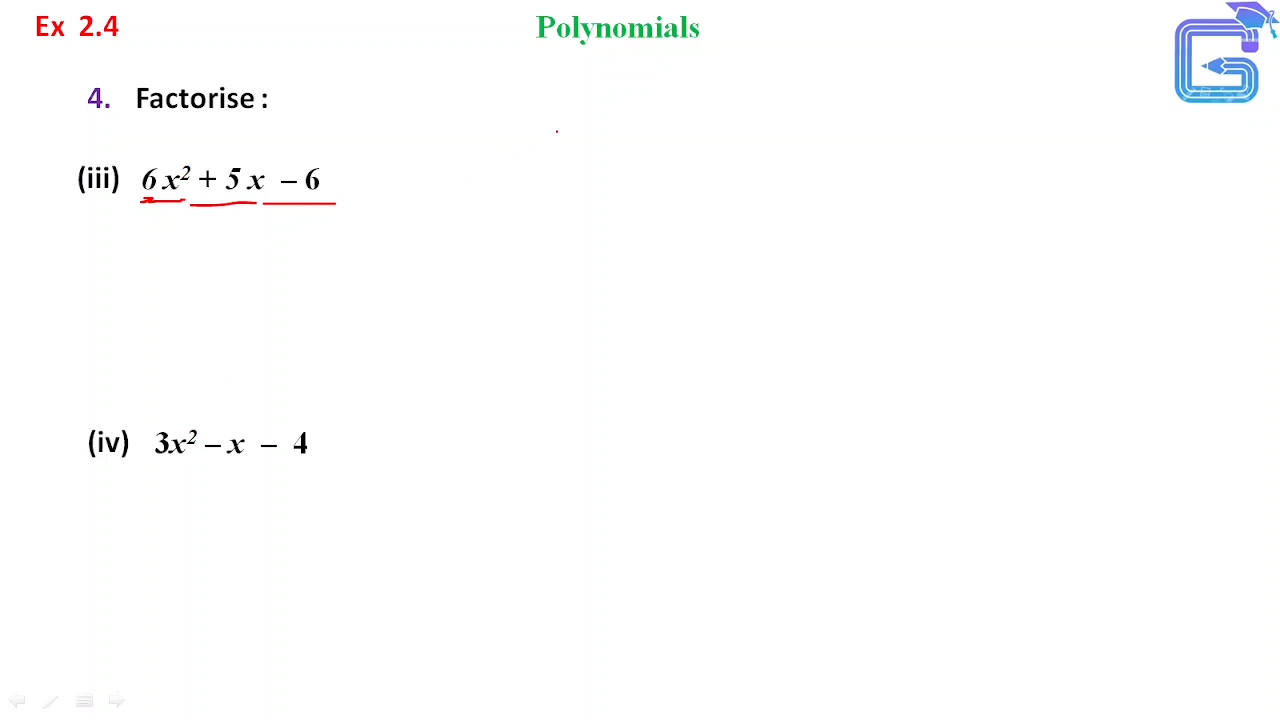 Ex 2.4
Polynomials
4. Factorise :
(iii) 6x² + 5x – 6
(iv) 3x² – x – 4